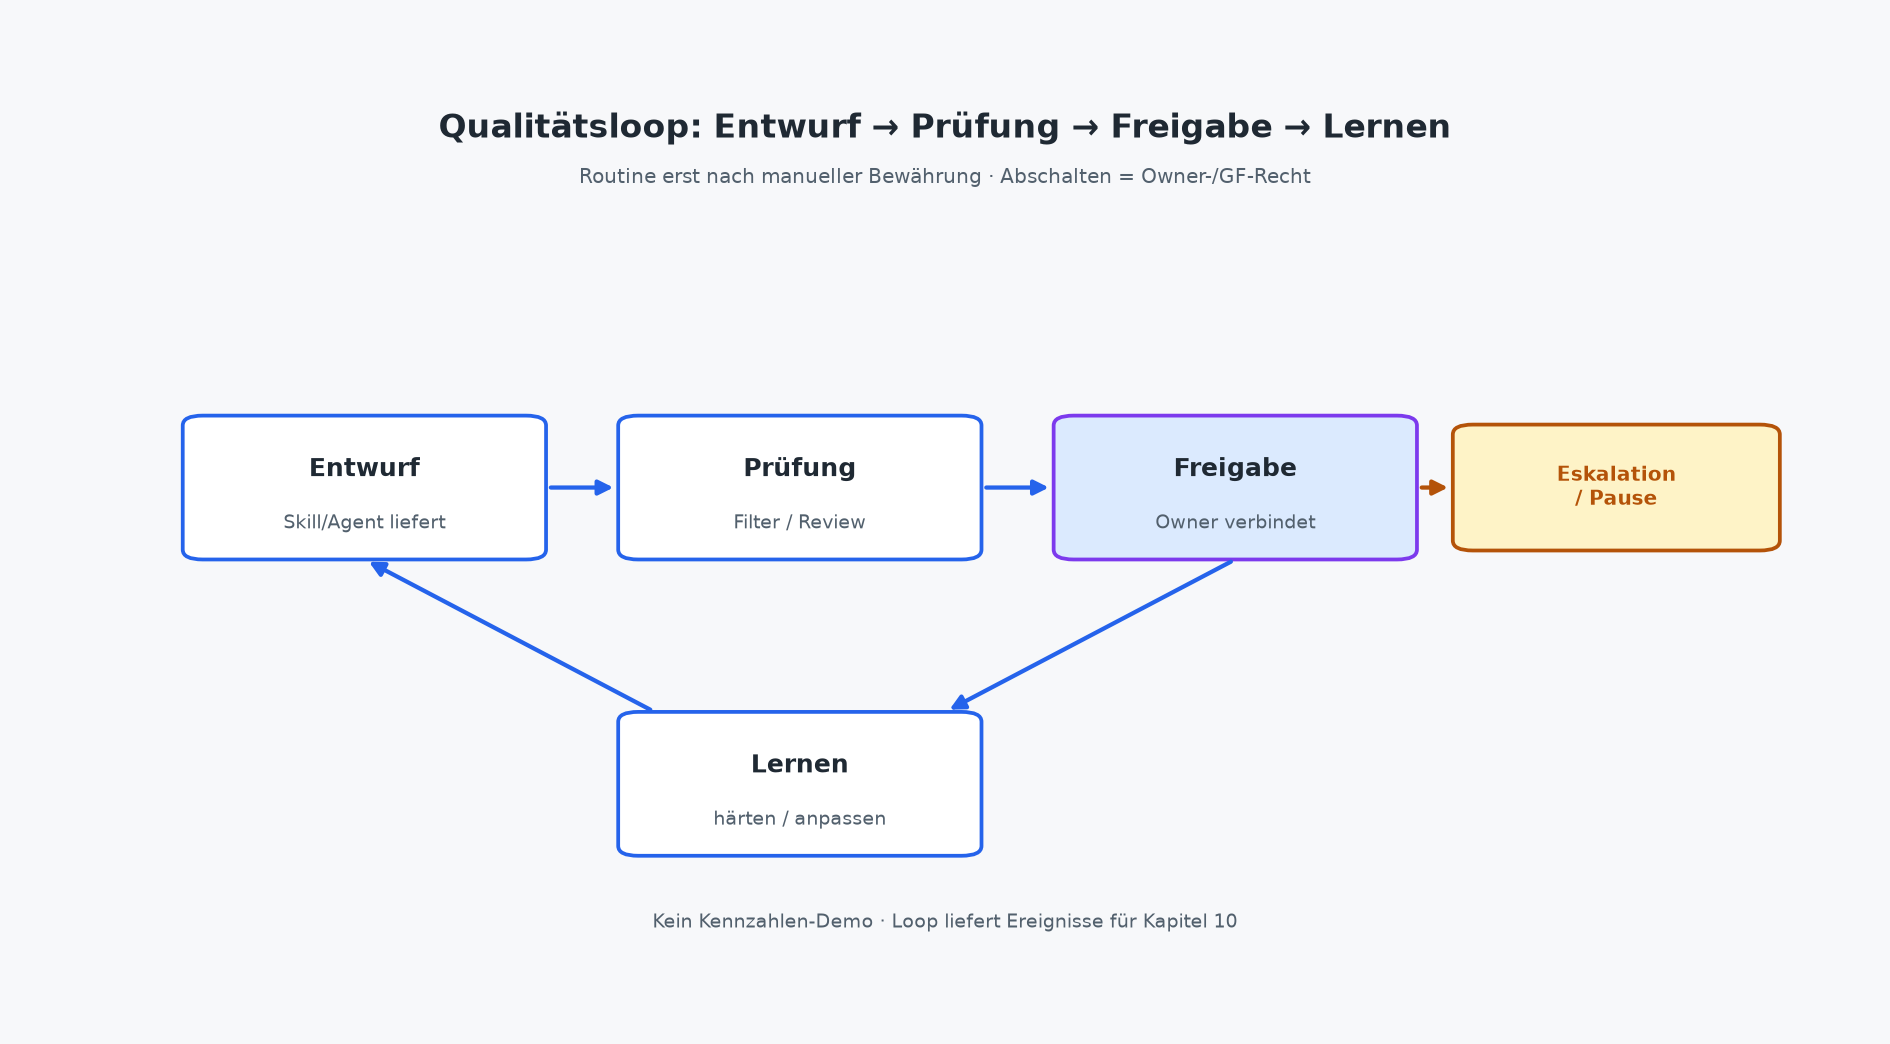 Qualitätsloop: Entwurf → Prüfung → Freigabe → Lernen
Routine erst nach manueller Bewährung · Abschalten = Owner-/GF-Recht
Entwurf
Skill/Agent liefert
Prüfung
Filter / Review
Freigabe
Owner verbindet
Eskalation
/ Pause
Lernen
härten / anpassen
Kein Kennzahlen-Demo · Loop liefert Ereignisse für Kapitel 10